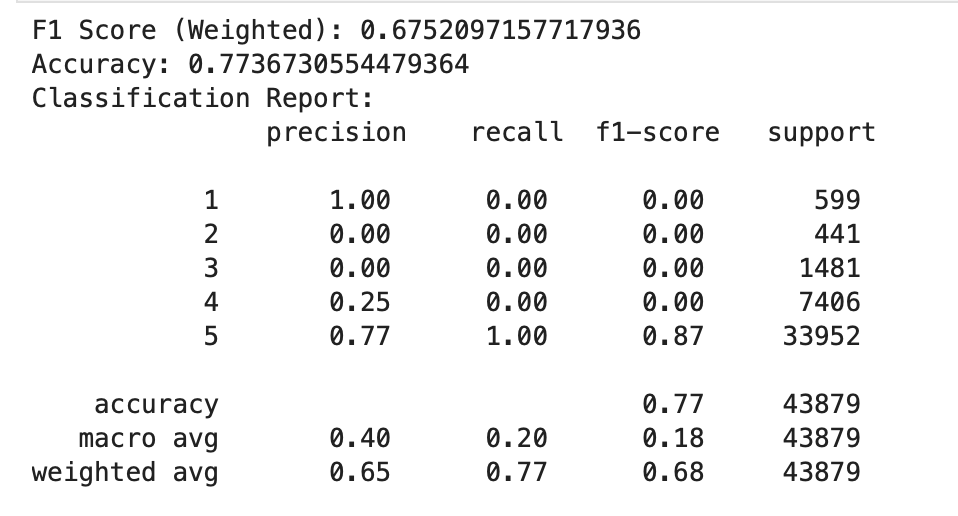 F1 Score (Weighted): 0.6752097157717936
Accuracy: 0.7736730554479364
Classification Report:
precision recall f1-score support
1 1.00 0.00 0.00 599
2 0.00 0.00 0.00 441
3 0.00 0.00 0.00 1481
4 0.25 0.00 0.00 7406
5 0.77 1.00 0.87 33952
accuracy 0.77 43879
macro avg 0.40 0.20 0.18 43879
weighted avg 0.65 0.77 0.68 43879